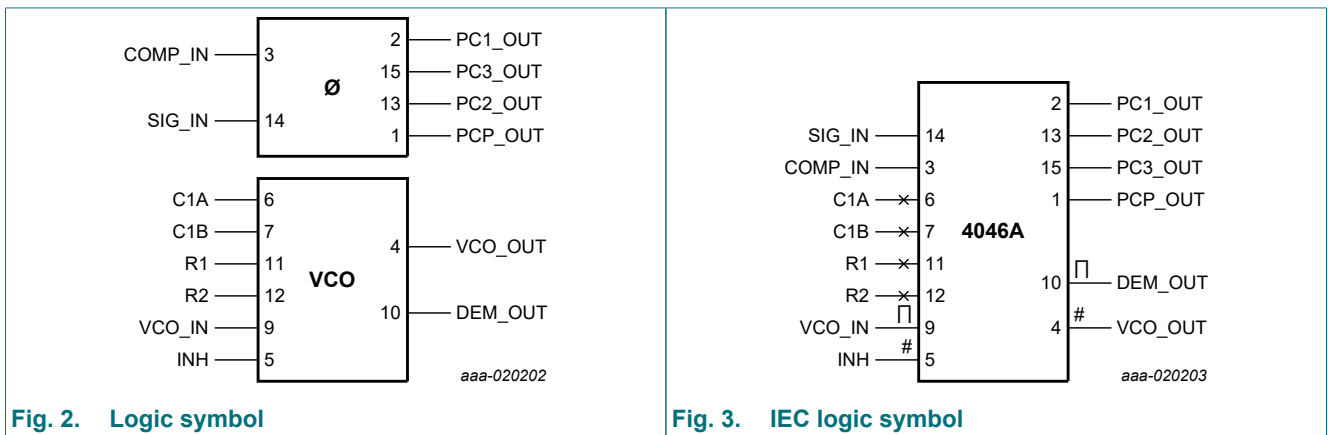 COMP_IN 3
SIG_IN 14
Ø
2 PC1_OUT
15 PC3_OUT
13 PC2_OUT
1 PCP_OUT
C1A 6
C1B 7
R1 11
R2 12
VCO_IN 9
INH 5
VCO
4 VCO_OUT
10 DEM_OUT
aaa-020202
Fig. 2. Logic symbol
SIG_IN 14
COMP_IN 3
C1A × 6
C1B × 7
R1 × 11
R2 × 12
VCO_IN ∏ 9
INH # 5
4046A
2 PC1_OUT
13 PC2_OUT
15 PC3_OUT
1 PCP_OUT
10 ∏ DEM_OUT
4 # VCO_OUT
aaa-020203
Fig. 3. IEC logic symbol